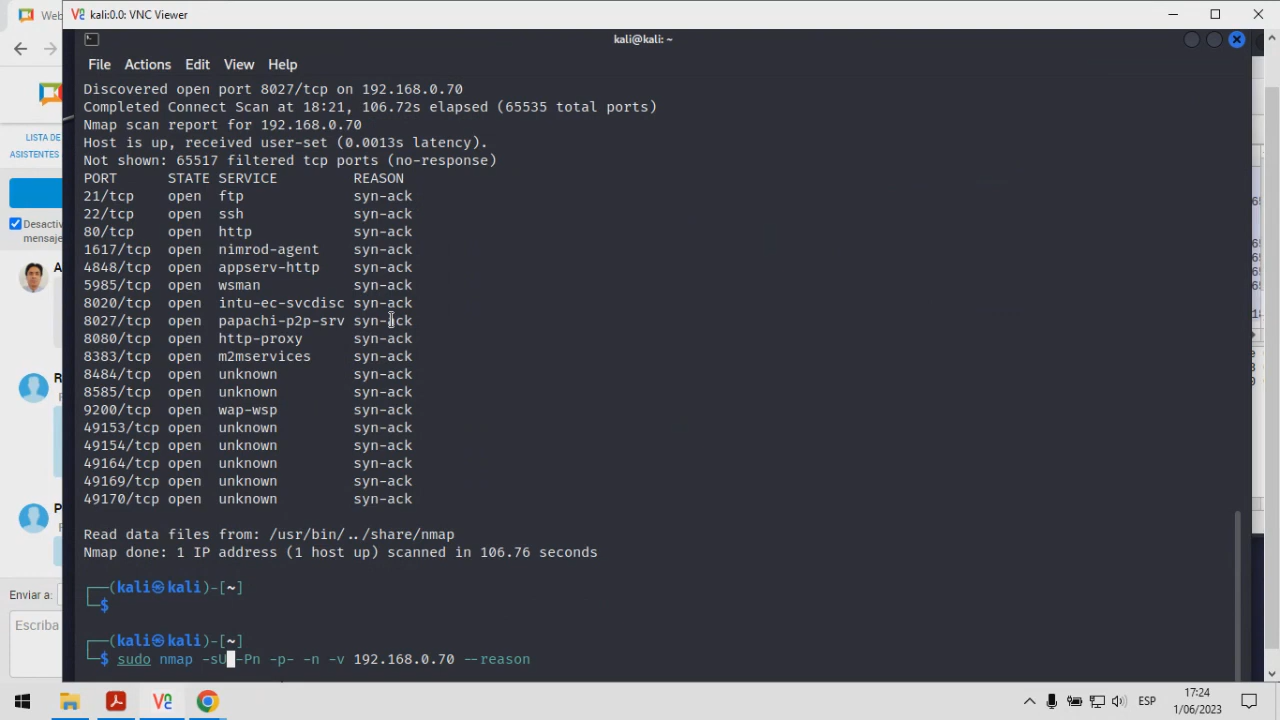 Web
kali:0.0: VNC Viewer
kali@kali: ~
File Actions Edit View Help
Discovered open port 8027/tcp on 192.168.0.70
Completed Connect Scan at 18:21, 106.72s elapsed (65535 total ports)
Nmap scan report for 192.168.0.70
Host is up, received user-set (0.0013s latency).
Not shown: 65517 filtered tcp ports (no-response)
PORT STATE SERVICE REASON
21/tcp open ftp syn-ack
22/tcp open ssh syn-ack
80/tcp open http syn-ack
1617/tcp open nimrod-agent syn-ack
4848/tcp open appserv-http syn-ack
5985/tcp open wsman syn-ack
8020/tcp open intu-ec-svcdisc syn-ack
8027/tcp open papachi-p2p-srv syn-ack
8080/tcp open http-proxy syn-ack
8383/tcp open m2mservices syn-ack
8484/tcp open unknown syn-ack
8585/tcp open unknown syn-ack
9200/tcp open wap-wsp syn-ack
49153/tcp open unknown syn-ack
49154/tcp open unknown syn-ack
49164/tcp open unknown syn-ack
49169/tcp open unknown syn-ack
49170/tcp open unknown syn-ack
Read data files from: /usr/bin/../share/nmap
Nmap done: 1 IP address (1 host up) scanned in 106.76 seconds
(kali㉿kali)-[~]
$
(kali㉿kali)-[~]
$ sudo nmap -sU -Pn -p- -n -v 192.168.0.70 --reason
LISTA DE
ASISTENTES
Desactiv
mensaje
A
R
P
Enviar a:
Escriba
ESP
17:24
1/06/2023